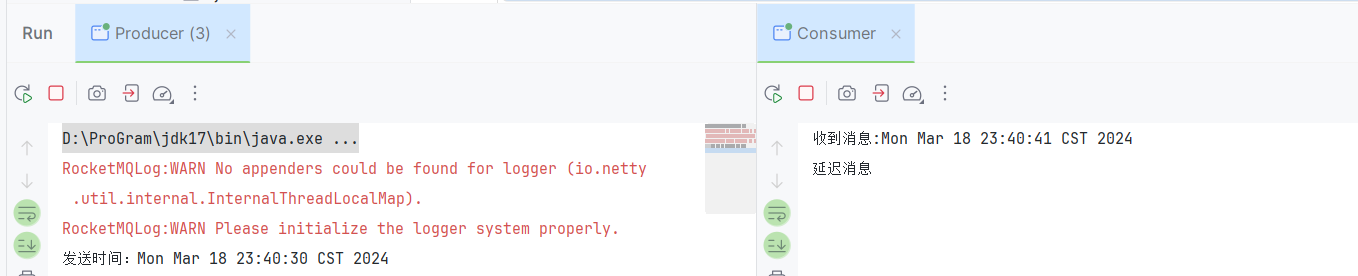 Run
Producer (3)
D:\ProGram\jdk17\bin\java.exe ...
RocketMQLog:WARN No appenders could be found for logger (io.netty
.util.internal.InternalThreadLocalMap).
RocketMQLog:WARN Please initialize the logger system properly.
发送时间：Mon Mar 18 23:40:30 CST 2024
Consumer
收到消息:Mon Mar 18 23:40:41 CST 2024
延迟消息